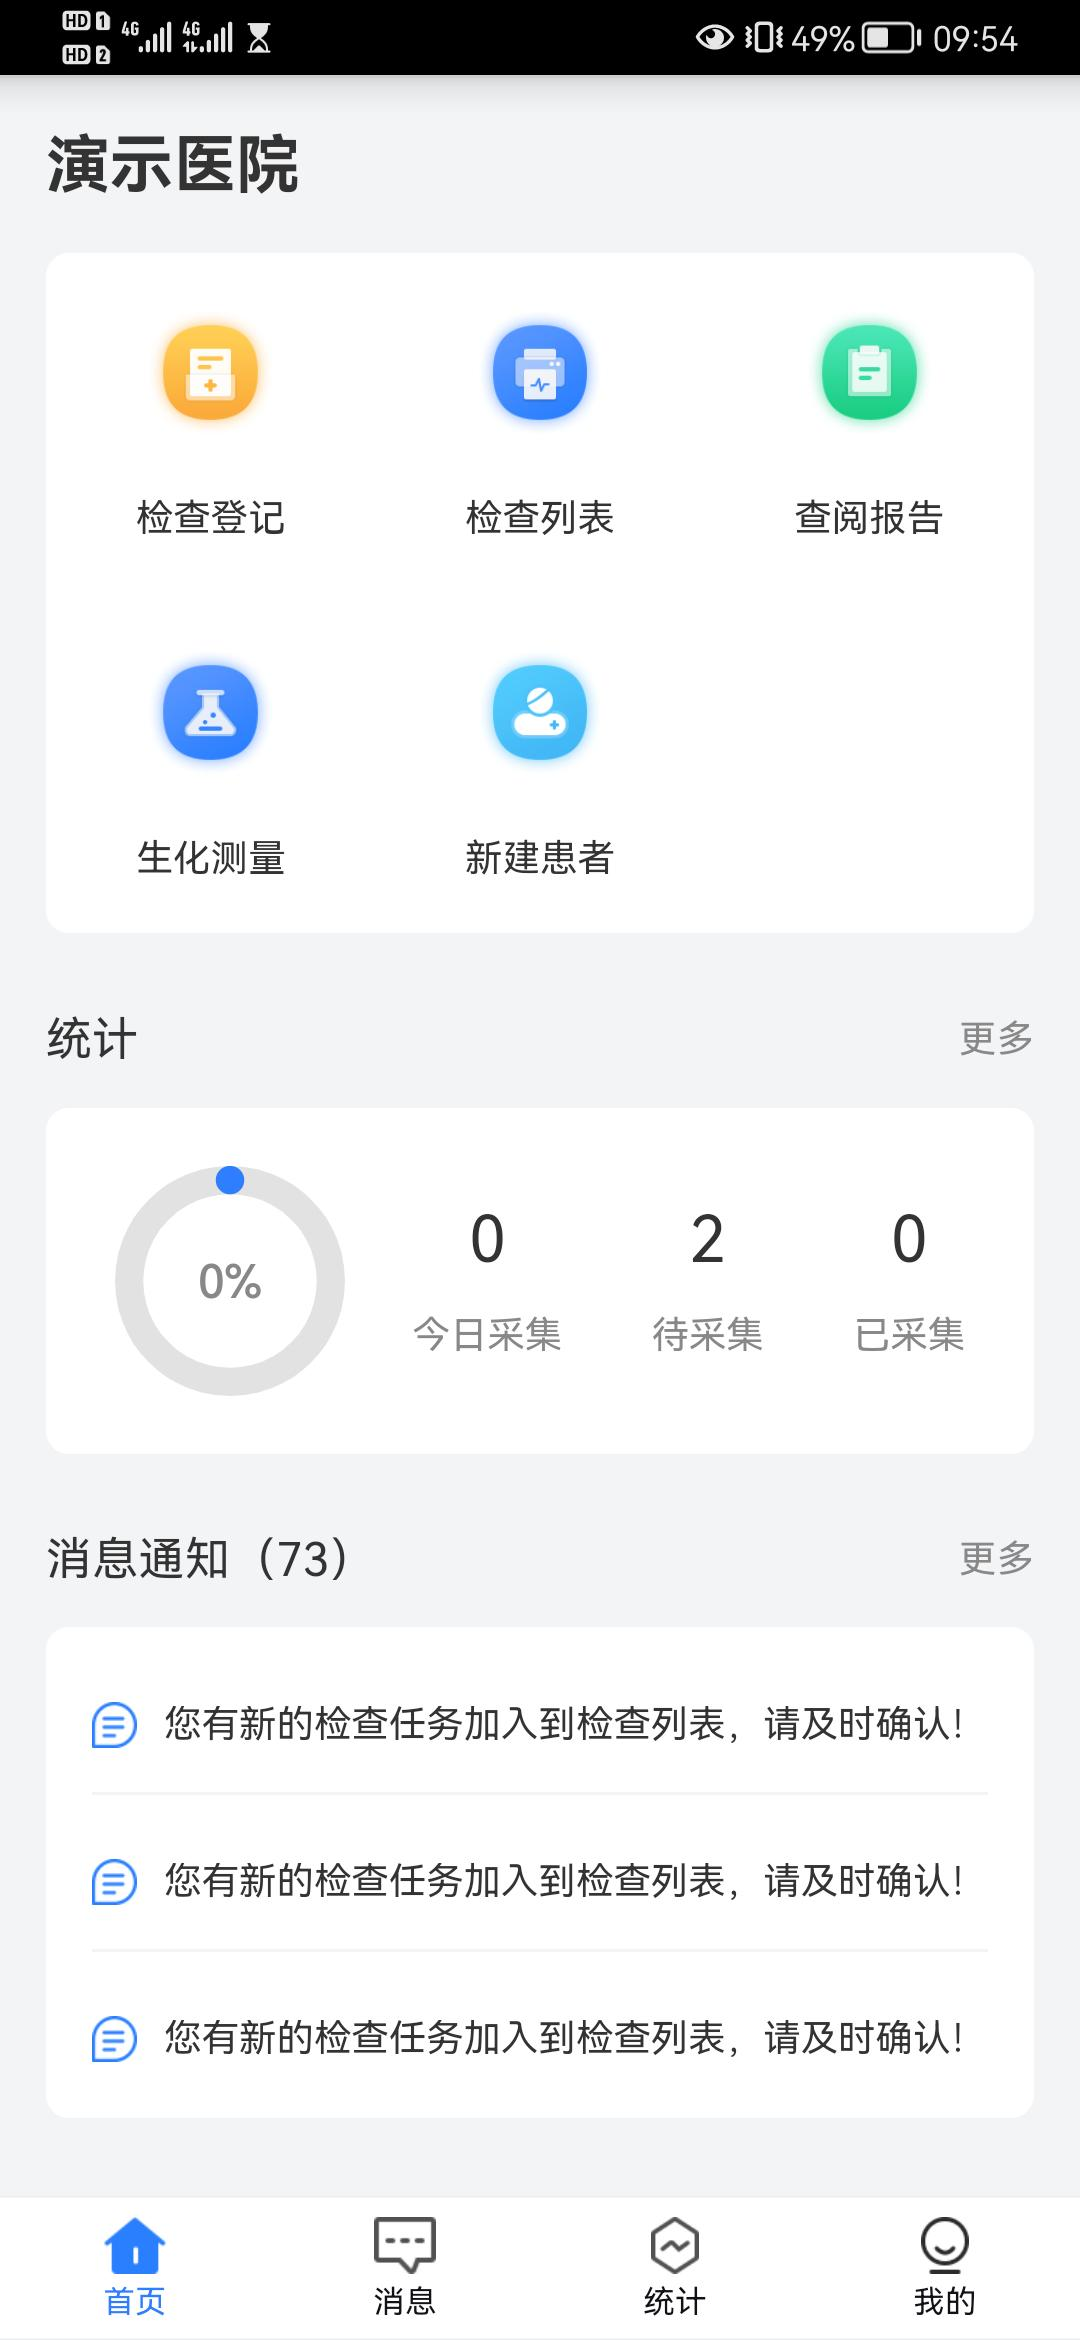 HD 1 4G 4G 49% 09:54
HD 2
演示医院
检查登记 检查列表 查阅报告
生化测量 新建患者
统计 更多
0% 0 2 0
今日采集 待采集 已采集
消息通知（73） 更多
您有新的检查任务加入到检查列表，请及时确认！
您有新的检查任务加入到检查列表，请及时确认！
您有新的检查任务加入到检查列表，请及时确认！
首页 消息 统计 我的